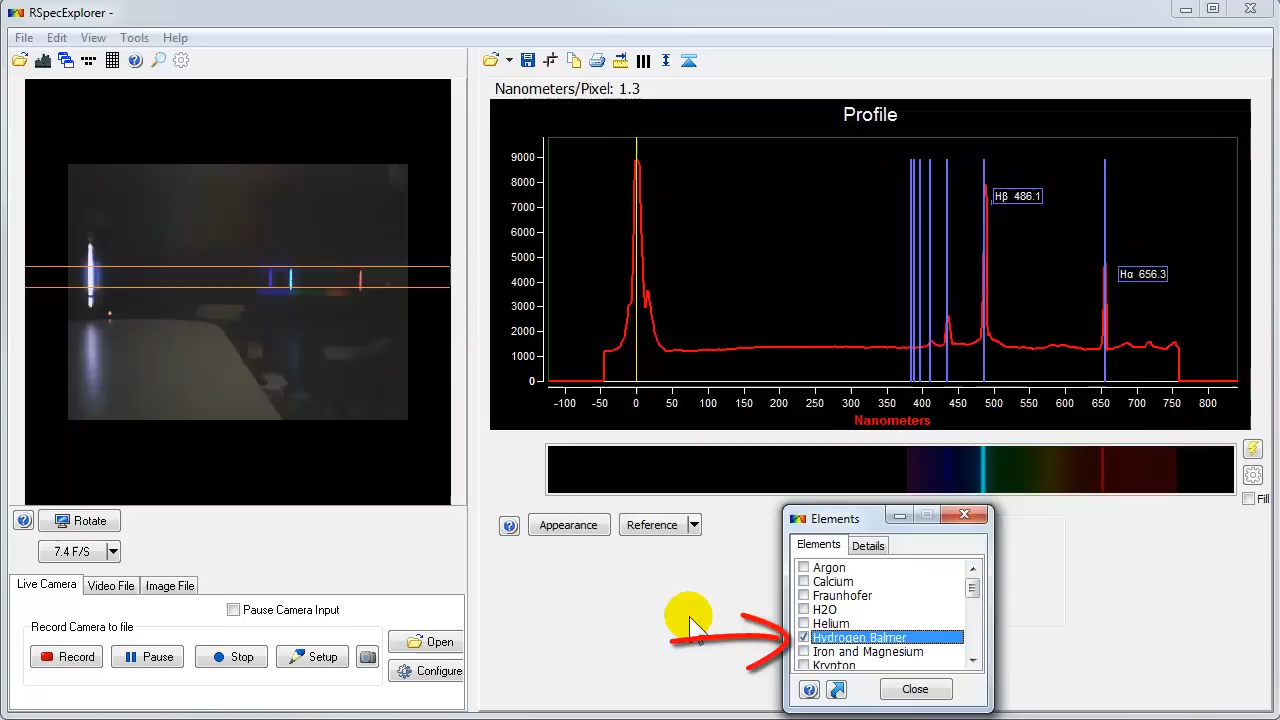 RSpecExplorer -
File Edit View Tools Help
Nanometers/Pixel: 1.3
Profile
9000
8000
7000
6000
5000
4000
3000
2000
1000
0
Hβ 486.1
Hα 656.3
-100 -50 0 50 100 150 200 250 300 350 400 450 500 550 600 650 700 750 800
Nanometers
Fill
Rotate
Appearance
Reference
7.4 F/S
Live Camera Video File Image File
Pause Camera Input
Record Camera to file
Record Pause Stop Setup
Open
Configure
Elements
Elements Details
Argon
Calcium
Fraunhofer
H2O
Helium
Hydrogen Balmer
Iron and Magnesium
Krypton
Close